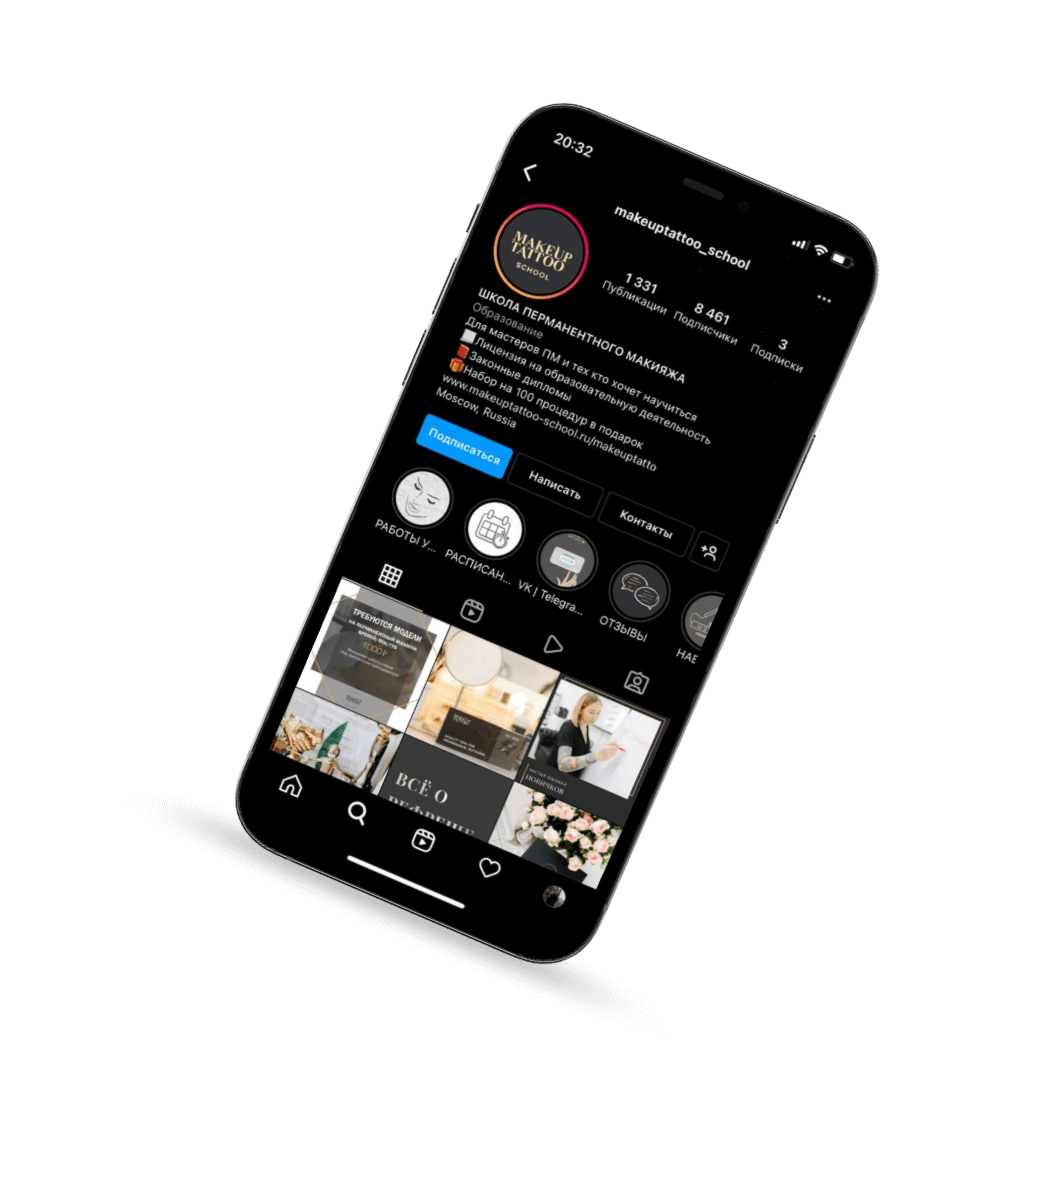 20:32
makeuptattoo_school
MAKEUP
TATTOO
SCHOOL
1 331
Публикации
8 461
Подписчики
3
Подписки
ШКОЛА ПЕРМАНЕНТНОГО МАКИЯЖА
Образование
Для мастеров ПМ и тех кто хочет научиться
Лицензия на образовательную деятельность
Законные дипломы
Набор на 100 процедур в подарок
www.makeuptattoo-school.ru/makeuptatto
Moscow, Russia
Подписаться
Написать
Контакты
РАБОТЫ У...
РАСПИСАН...
VK | Telegra...
ОТЗЫВЫ
НАБ
ТРЕБУЮТСЯ МОДЕЛИ
НА ПЕРМАНЕНТНЫЙ МАКИЯЖ
1000 ₽
НОВИЧКОВ
ВСЁ О